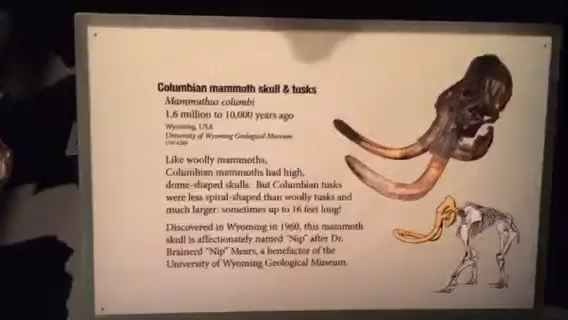 Columbian mammoth skull & tusks
Mammuthus columbi
1.6 million to 10,000 years ago
Wyoming, USA
University of Wyoming Geological Museum
Like woolly mammoths,
Columbian mammoths had high,
dome-shaped skulls. But Columbian tusks
were less spiral-shaped than woolly tusks and
much larger: sometimes up to 16 feet long!
Discovered in Wyoming in 1960, this mammoth
skull is affectionately named "Nip" after Dr.
Brainerd "Nip" Mears, a benefactor of the
University of Wyoming Geological Museum.